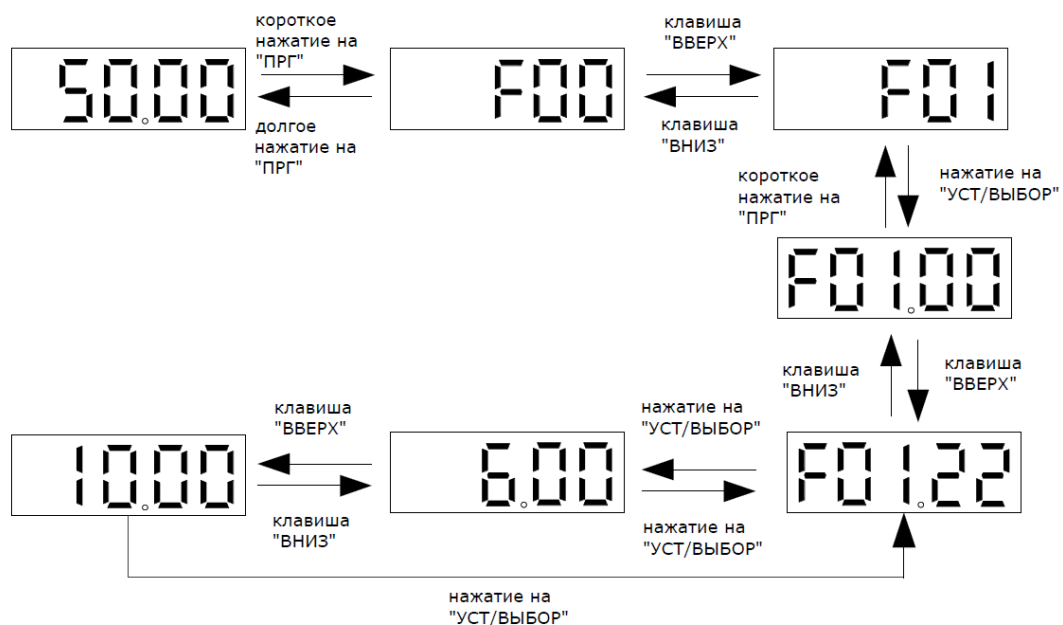 короткое
нажатие на
"ПРГ"
клавиша
"ВВЕРХ"
50.00
F00
F01
долгое
нажатие на
"ПРГ"
клавиша
"ВНИЗ"
короткое
нажатие на
"ПРГ"
нажатие на
"УСТ/ВЫБОР"
F01.00
клавиша
"ВНИЗ"
клавиша
"ВВЕРХ"
клавиша
"ВВЕРХ"
нажатие на
"УСТ/ВЫБОР"
10.00
6.00
F01.22
клавиша
"ВНИЗ"
нажатие на
"УСТ/ВЫБОР"
нажатие на
"УСТ/ВЫБОР"